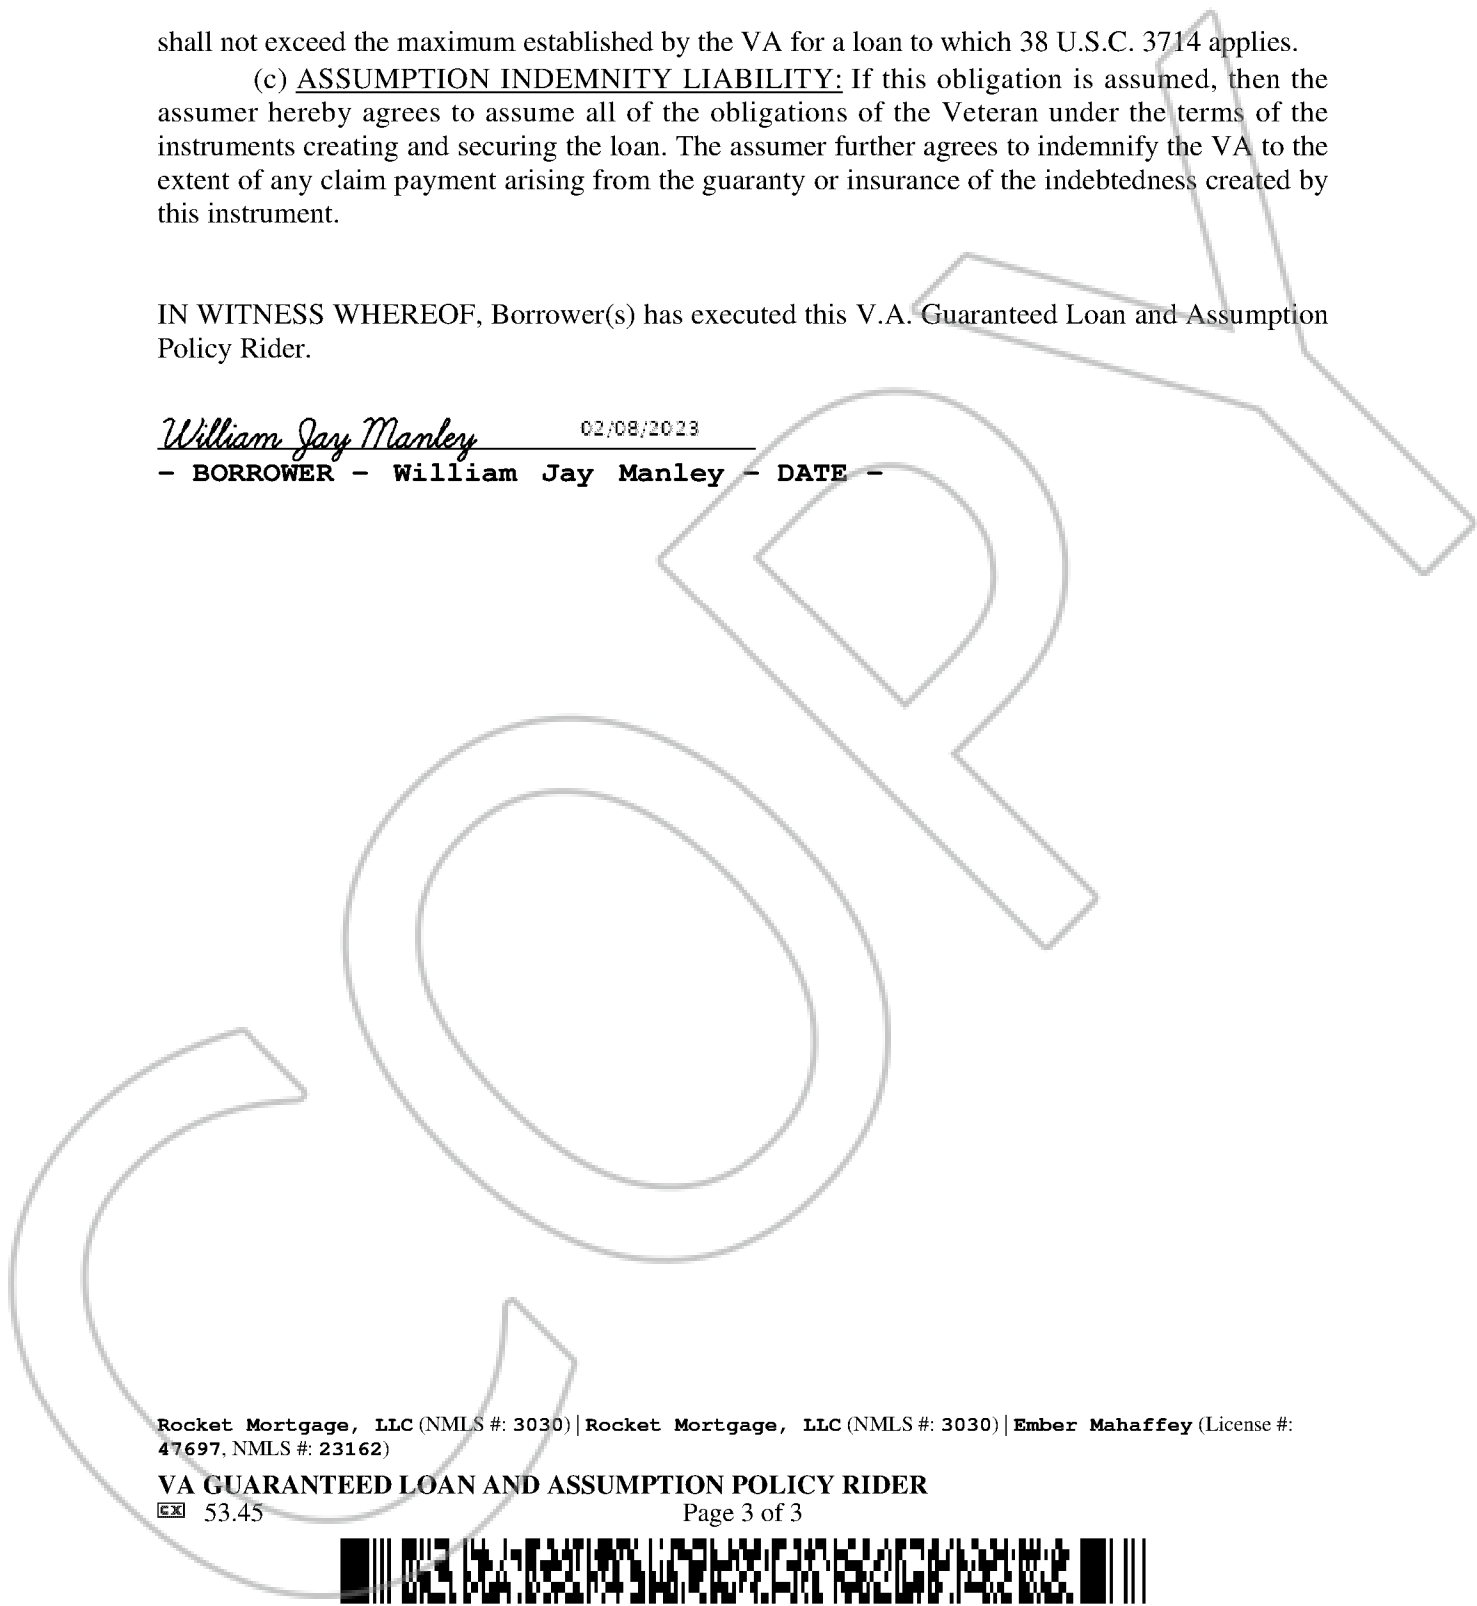 shall not exceed the maximum established by the VA for a loan to which 38 U.S.C. 3714 applies.
(c) ASSUMPTION INDEMNITY LIABILITY: If this obligation is assumed, then the
assumer hereby agrees to assume all of the obligations of the Veteran under the terms of the
instruments creating and securing the loan. The assumer further agrees to indemnify the VA to the
extent of any claim payment arising from the guaranty or insurance of the indebtedness created by
this instrument.
IN WITNESS WHEREOF, Borrower(s) has executed this V.A. Guaranteed Loan and Assumption
Policy Rider.
William Jay Manley 02/08/2023
- BORROWER - William Jay Manley - DATE -
COPY
Rocket Mortgage, LLC (NMLS #: 3030) | Rocket Mortgage, LLC (NMLS #: 3030) | Ember Mahaffey (License #:
47697, NMLS #: 23162)
VA GUARANTEED LOAN AND ASSUMPTION POLICY RIDER
CX 53.45 Page 3 of 3